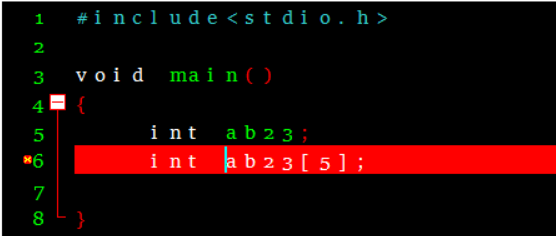 1 #include<stdio.h>
2
3 void main()
4 {
5 int ab23;
6 int ab23[5];
7
8 }